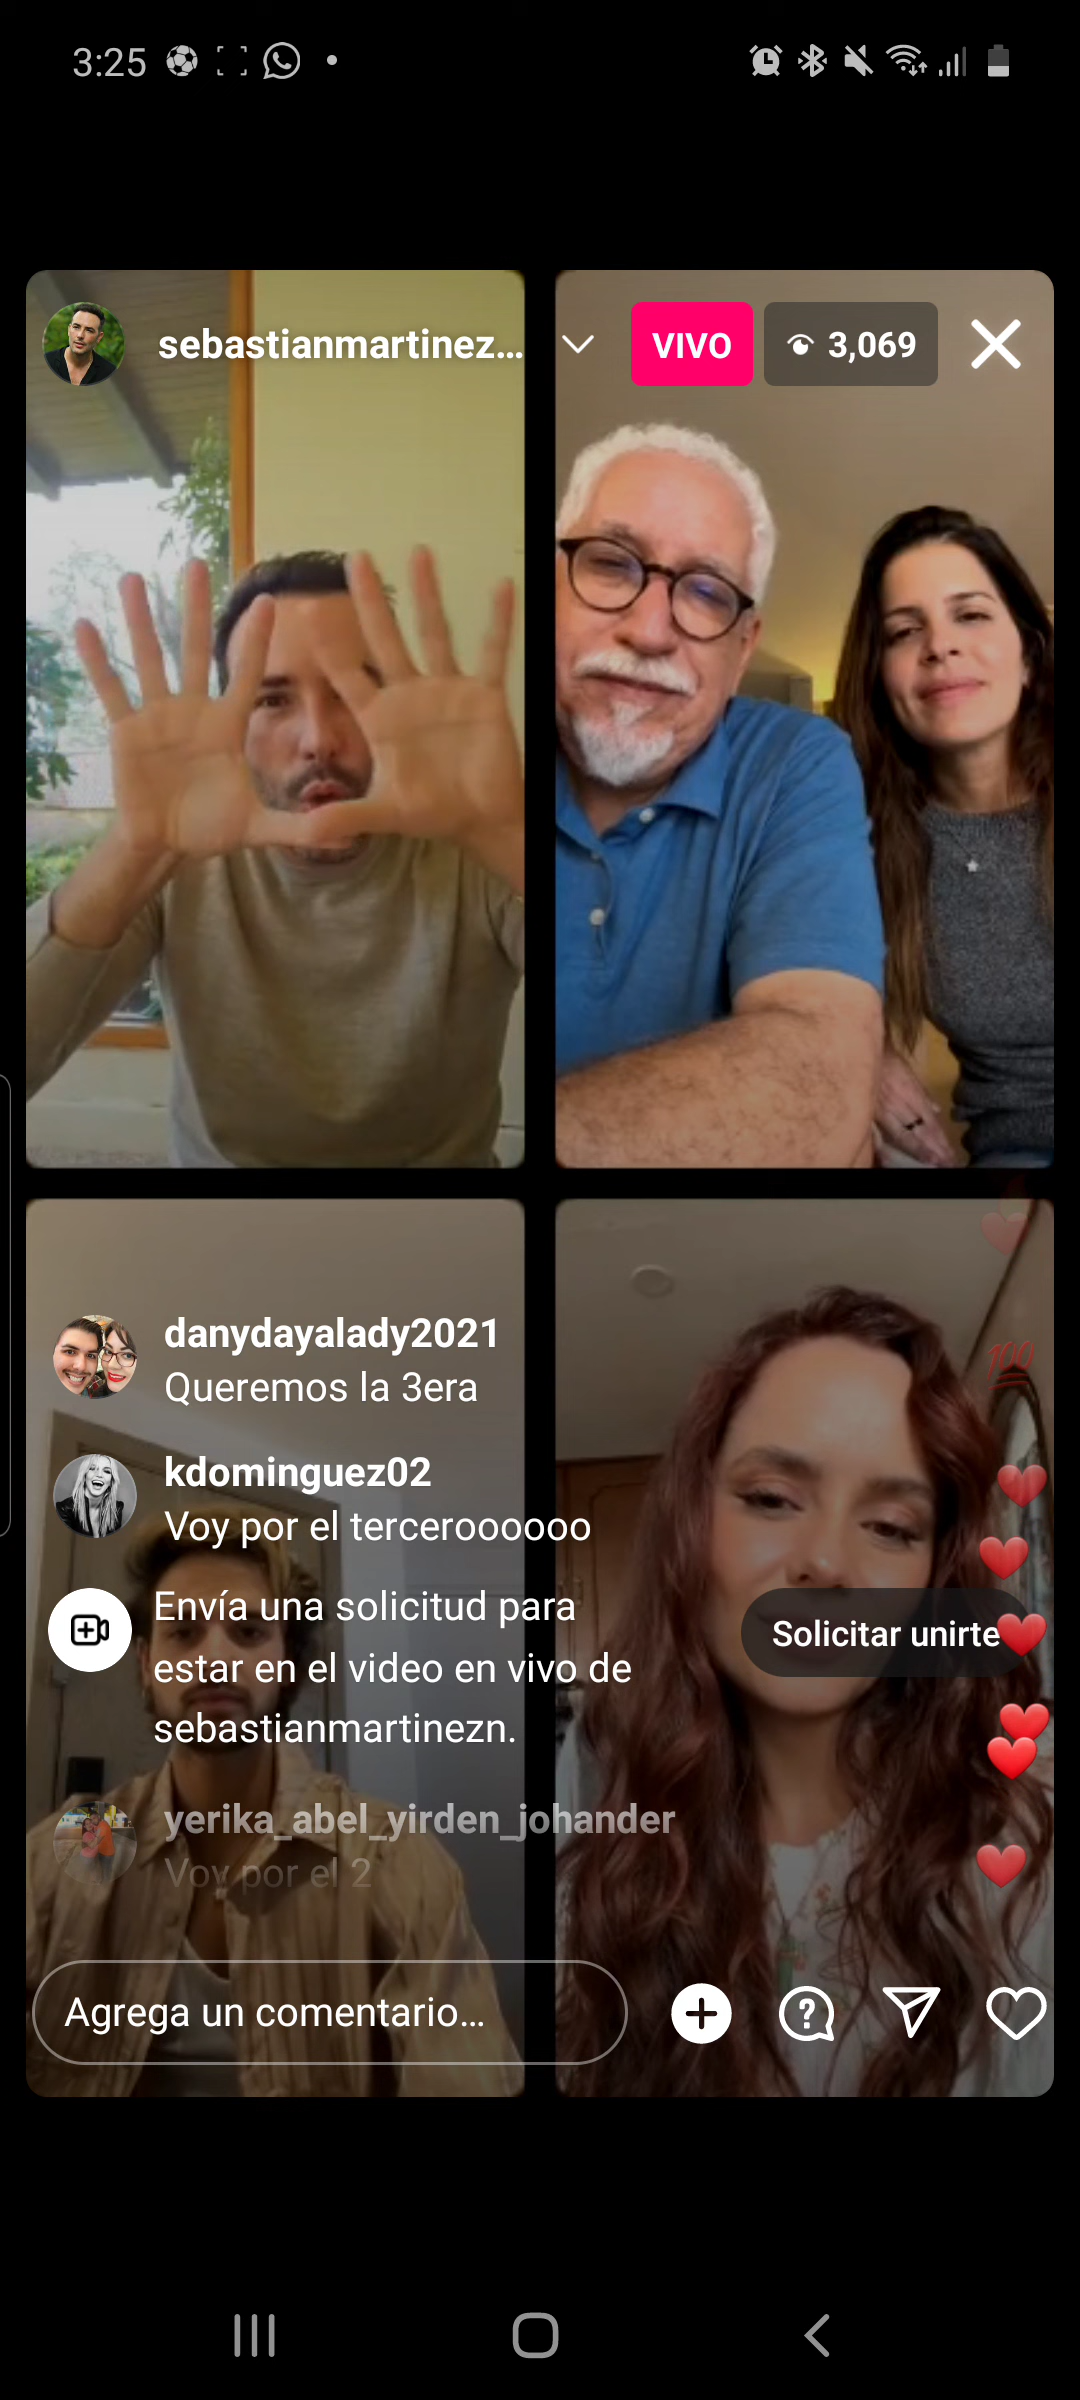 3:25
sebastianmartinez...
VIVO
3,069
danydayalady2021
Queremos la 3era
kdominguez02
Voy por el terceroooooo
Envía una solicitud para
estar en el video en vivo de
sebastianmartinezn.
Solicitar unirte
yerika_abel_yirden_johander
Voy por el 2
Agrega un comentario...
100